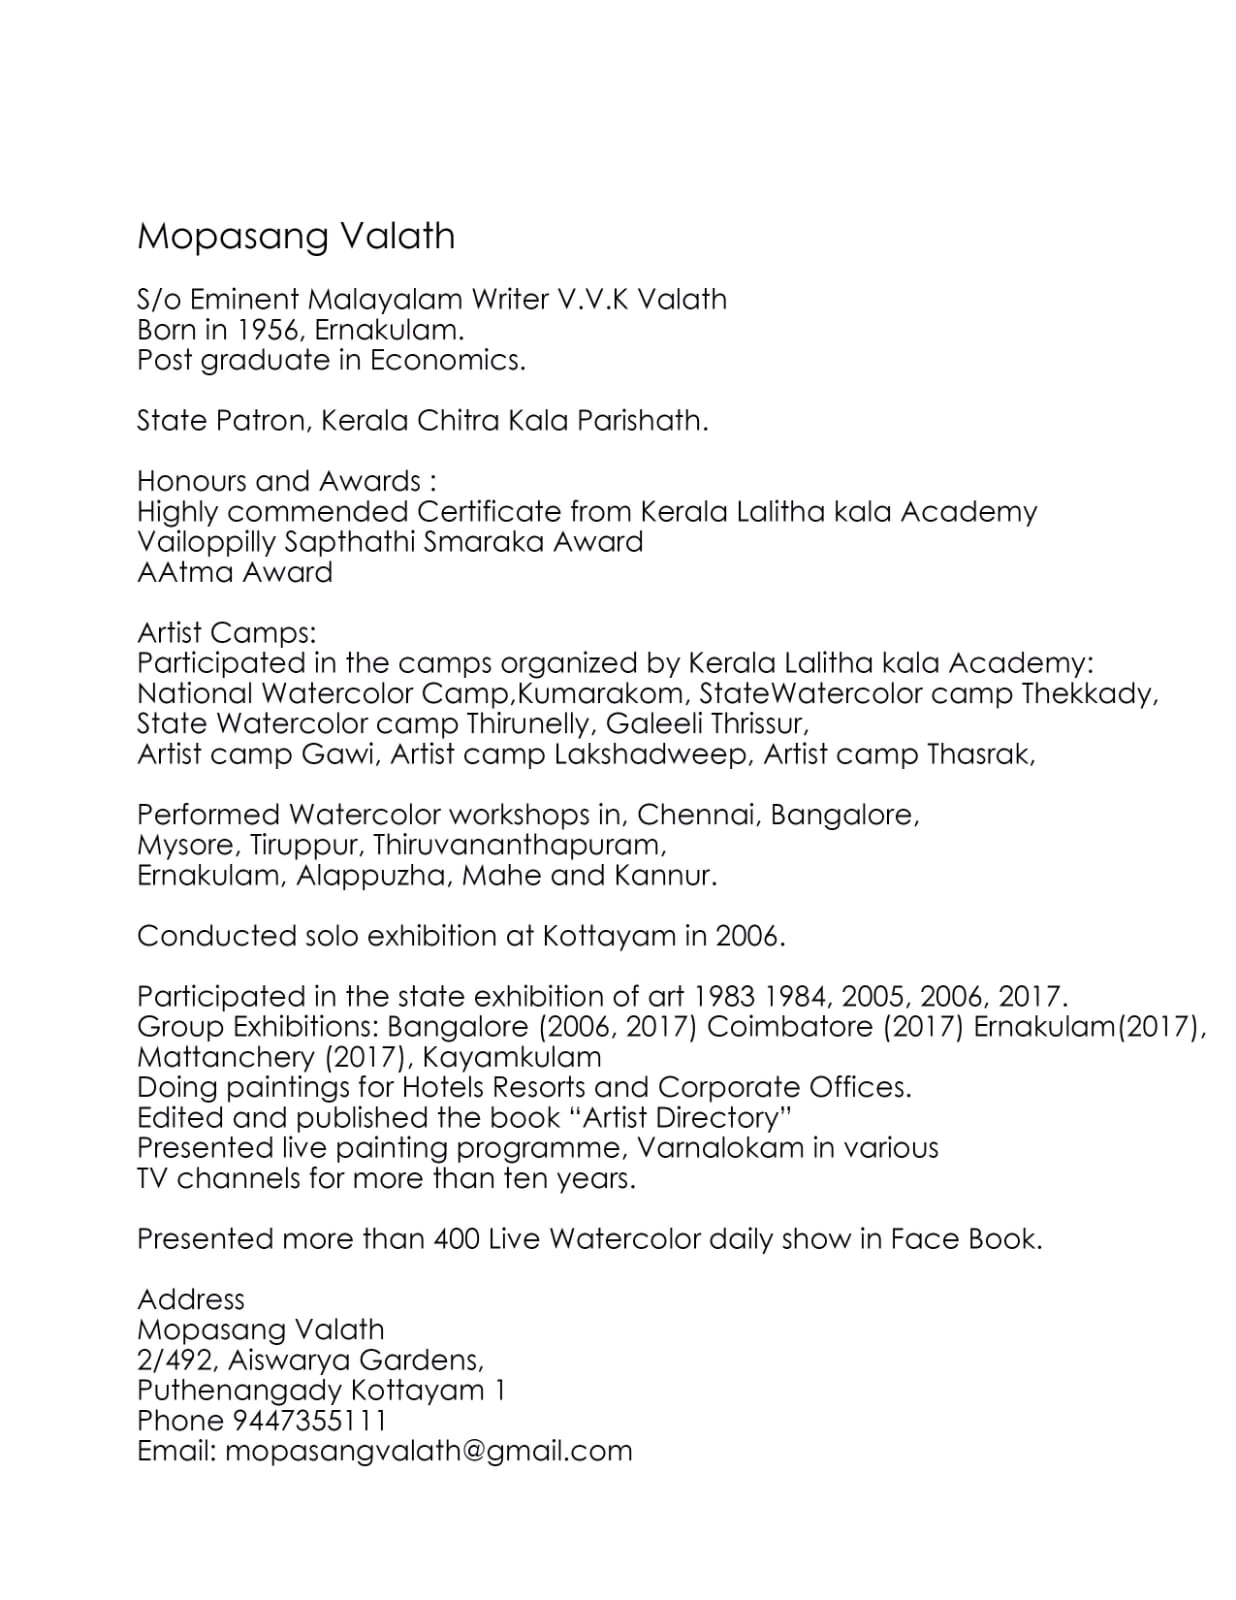 Mopasang Valath
S/o Eminent Malayalam Writer V.V.K Valath
Born in 1956, Ernakulam.
Post graduate in Economics.
State Patron, Kerala Chitra Kala Parishath.
Honours and Awards :
Highly commended Certificate from Kerala Lalitha kala Academy
Vailoppilly Sapthathi Smaraka Award
AAtma Award
Artist Camps:
Participated in the camps organized by Kerala Lalitha kala Academy:
National Watercolor Camp,Kumarakom, StateWatercolor camp Thekkady,
State Watercolor camp Thirunelly, Galeeli Thrissur,
Artist camp Gawi, Artist camp Lakshadweep, Artist camp Thasrak,
Performed Watercolor workshops in, Chennai, Bangalore,
Mysore, Tiruppur, Thiruvananthapuram,
Ernakulam, Alappuzha, Mahe and Kannur.
Conducted solo exhibition at Kottayam in 2006.
Participated in the state exhibition of art 1983 1984, 2005, 2006, 2017.
Group Exhibitions: Bangalore (2006, 2017) Coimbatore (2017) Ernakulam(2017),
Mattanchery (2017), Kayamkulam
Doing paintings for Hotels Resorts and Corporate Offices.
Edited and published the book “Artist Directory”
Presented live painting programme, Varnalokam in various
TV channels for more than ten years.
Presented more than 400 Live Watercolor daily show in Face Book.
Address
Mopasang Valath
2/492, Aiswarya Gardens,
Puthenangady Kottayam 1
Phone 9447355111
Email: mopasangvalath@gmail.com